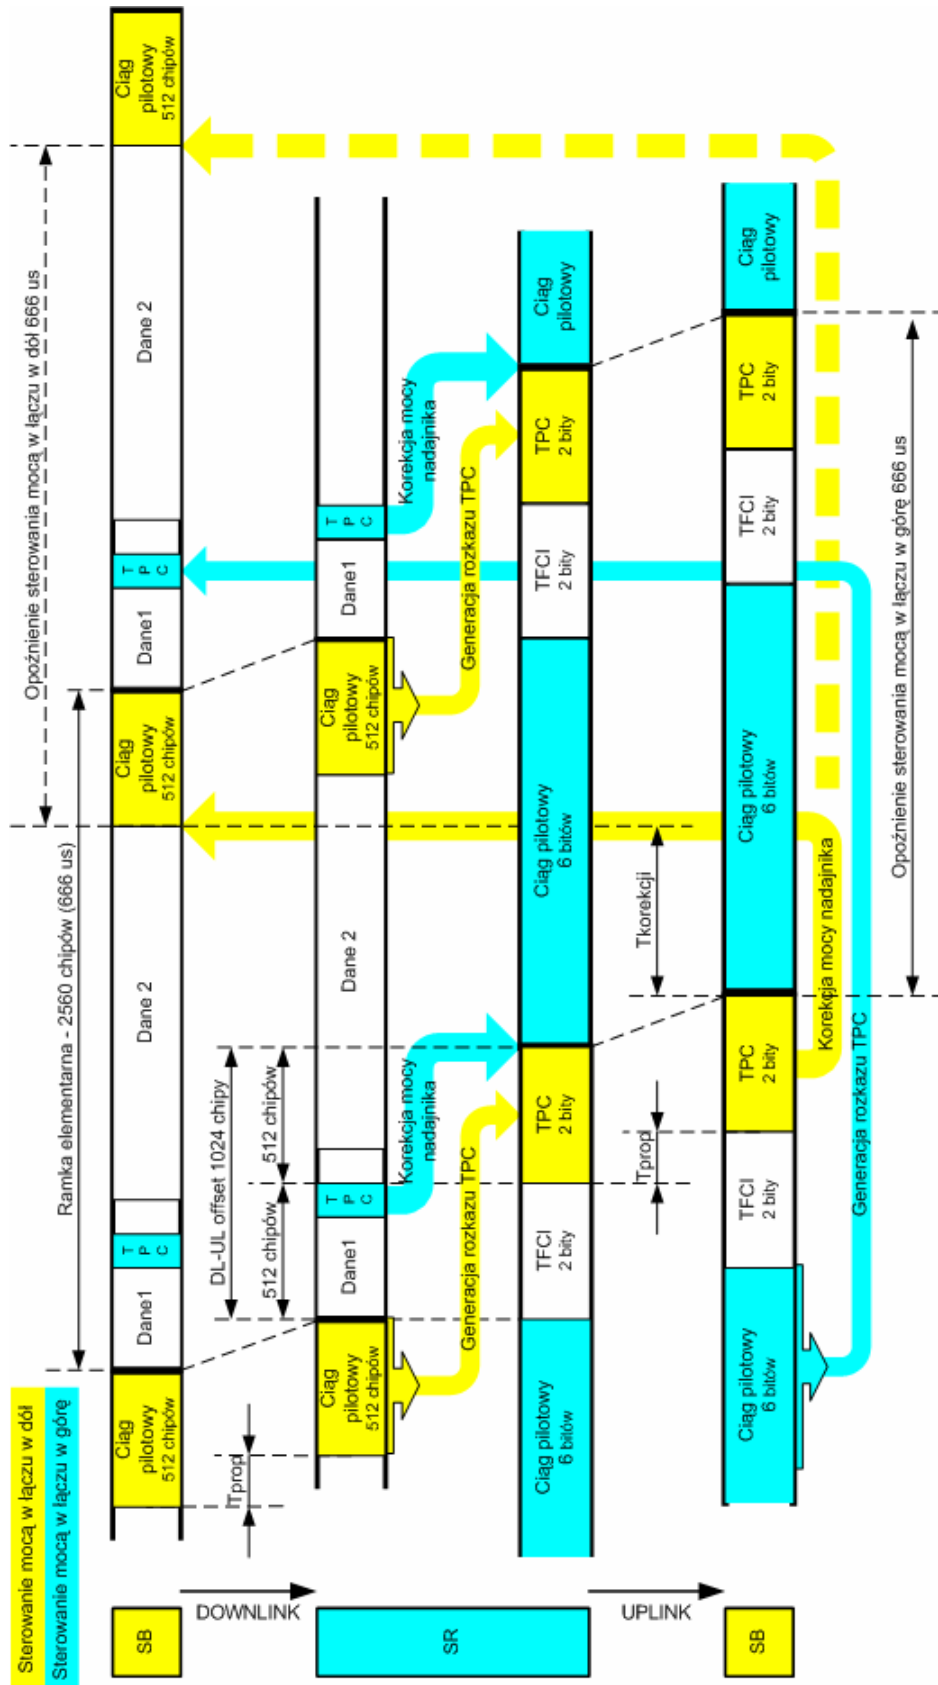 Sterowanie mocą w łączu w dół
Sterowanie mocą w łączu w górę
Opoźnienie sterowania mocą w łączu w dół 666 us
Ramka elementarna - 2560 chipów (666 us)
SB
Ciąg
pilotowy
512 chipów
Dane1
T
P
C
Dane 2
Ciąg
pilotowy
512 chipów
Dane1
T
P
C
Dane 2
Ciąg
pilotowy
512 chipów
DOWNLINK
Tprop
DL-UL offset 1024 chipy
512 chipów
512 chipów
SR
Ciąg
pilotowy
512 chipów
Dane1
T
P
C
Dane 2
Ciąg
pilotowy
512 chipów
Dane1
T
P
C
Korekcja mocy
nadajnika
Korekcja mocy
nadajnika
Generacja rozkazu TPC
Generacja rozkazu TPC
Ciąg pilotowy
6 bitów
TFCI
2 bity
TPC
2 bity
Ciąg pilotowy
6 bitów
TFCI
2 bity
TPC
2 bity
Ciąg
pilotowy
UPLINK
Tprop
Tkorekcji
SB
Ciąg pilotowy
6 bitów
TFCI
2 bity
TPC
2 bity
Ciąg pilotowy
6 bitów
TFCI
2 bity
TPC
2 bity
Ciąg
pilotowy
Korekcja mocy nadajnika
Generacja rozkazu TPC
Opoźnienie sterowania mocą w łączu w górę 666 us